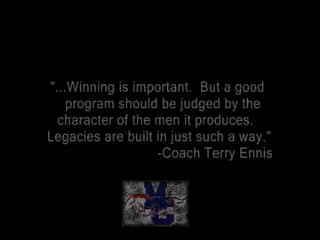 "...Winning is important.  But a good
program should be judged by the
character of the men it produces.
Legacies are built in just such a way."
-Coach Terry Ennis